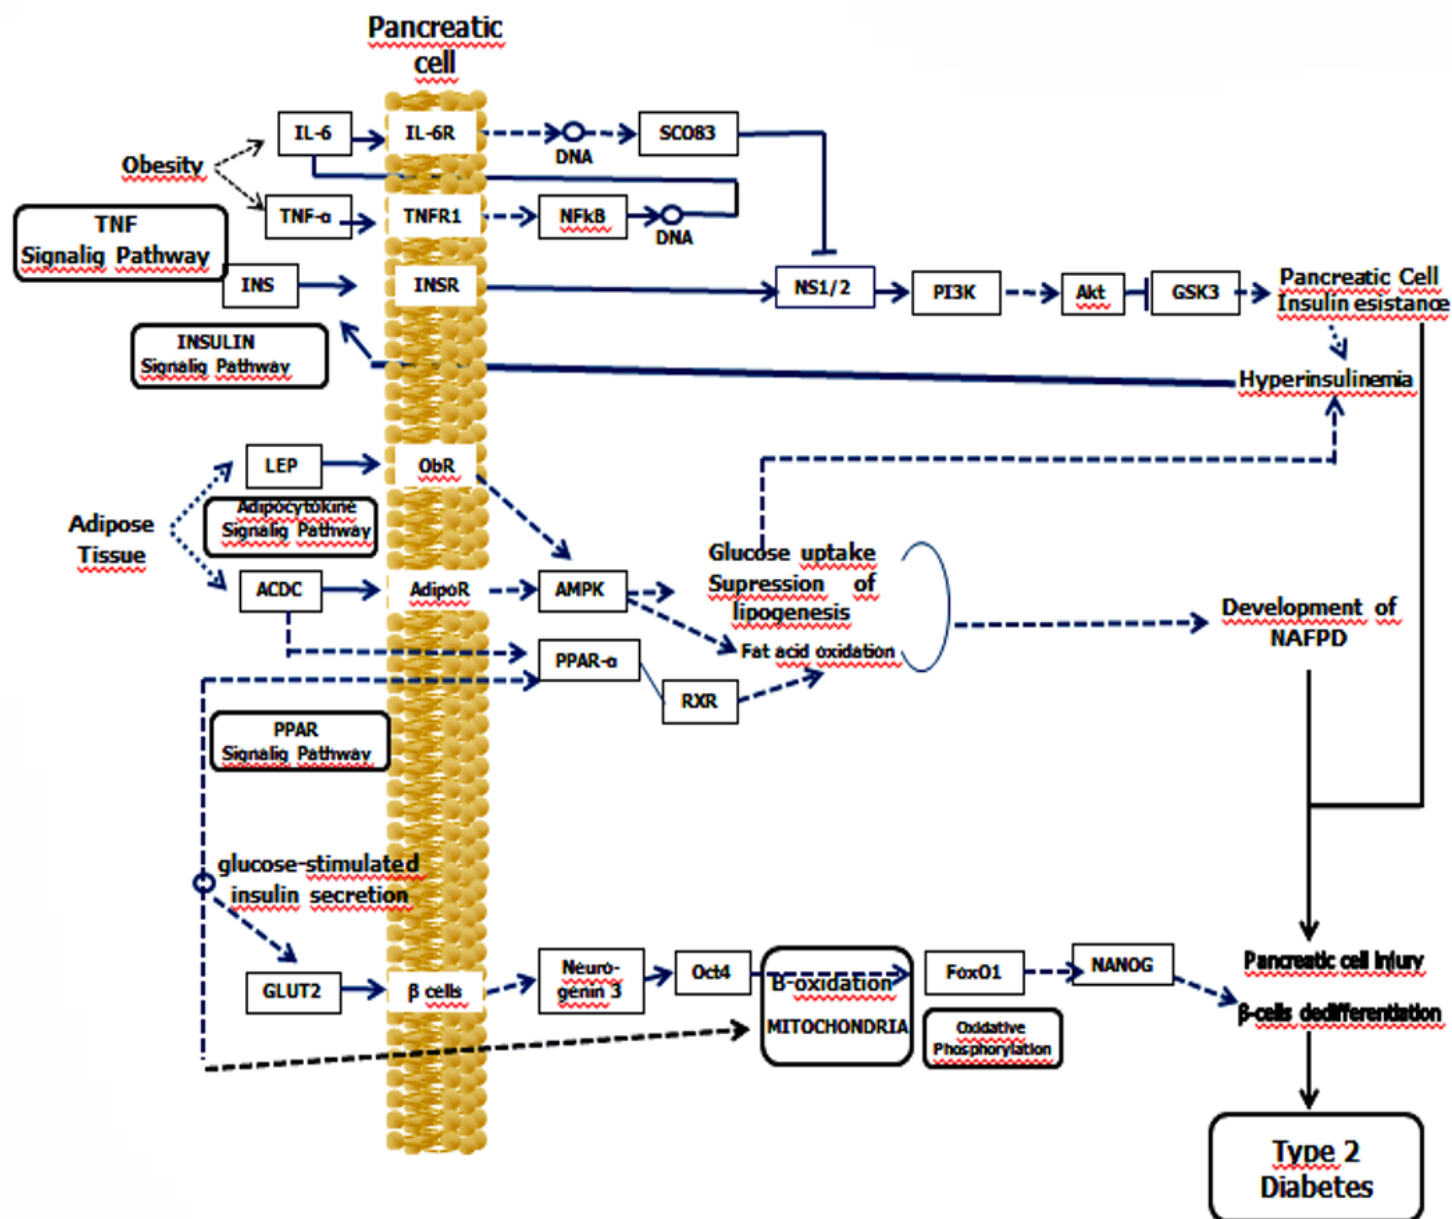 Pancreatic
cell
IL-6
IL-6R
DNA
SCO83
Obesity
TNF-α
TNFR1
NFkB
DNA
TNF
Signalig Pathway
INS
INSR
NS1/2
PI3K
Akt
GSK3
Pancreatic Cell
Insulin esistance
INSULIN
Signalig Pathway
Hyperinsulinemia
LEP
ObR
Adipocytokine
Signalig Pathway
Adipose
Tissue
ACDC
AdipoR
AMPK
Glucose uptake
Supression of
lipogenesis
Fat acid oxidation
Development of
NAFPD
PPAR-α
RXR
PPAR
Signalig Pathway
glucose-stimulated
insulin secretion
GLUT2
β cells
Neuro-
genin 3
Oct4
B-oxidation
MITOCHONDRIA
FoxO1
Oxidative
Phosphorylation
NANOG
Pancreatic cell injury
β-cells dedifferentiation
Type 2
Diabetes